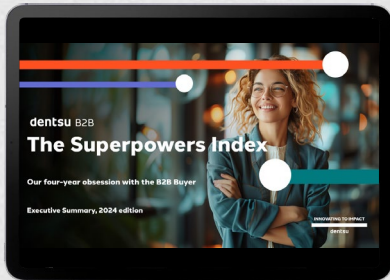 dentsu B2B
The Superpowers Index
Our four-year obsession with the B2B Buyer
Executive Summary, 2024 edition
INNOVATING TO IMPACT
dentsu